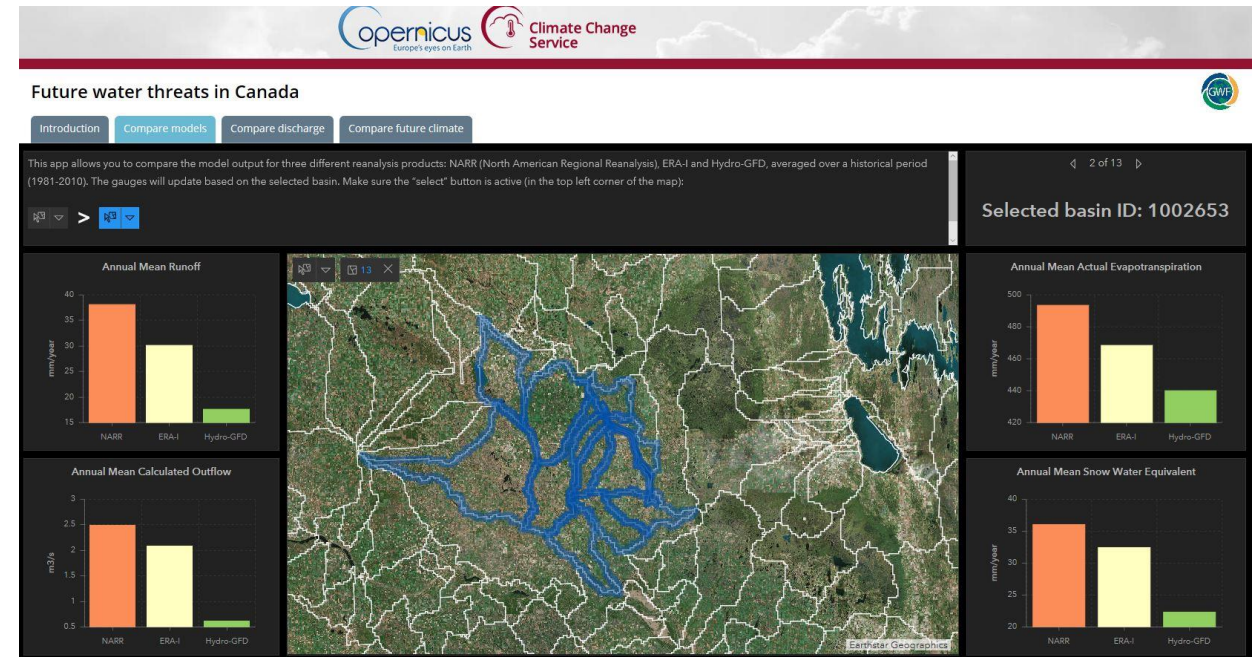 Copernicus
Europe's eyes on Earth
Climate Change
Service
Future water threats in Canada
GWF
Introduction
Compare models
Compare discharge
Compare future climate
This app allows you to compare the model output for three different reanalysis products: NARR (North American Regional Reanalysis), ERA-I and Hydro-GFD, averaged over a historical period
(1981-2010). The gauges will update based on the selected basin. Make sure the "select" button is active (in the top left corner of the map):
>
2 of 13
Selected basin ID: 1002653
Annual Mean Runoff
mm/year
40
35
30
25
20
15
NARR
ERA-I
Hydro-GFD
Annual Mean Calculated Outflow
m3/s
3
2.5
2
1.5
1
0.5
NARR
ERA-I
Hydro-GFD
13
Earthstar Geographics
Annual Mean Actual Evapotranspiration
mm/year
500
480
460
440
420
NARR
ERA-I
Hydro-GFD
Annual Mean Snow Water Equivalent
mm/year
40
35
30
25
20
NARR
ERA-I
Hydro-GFD